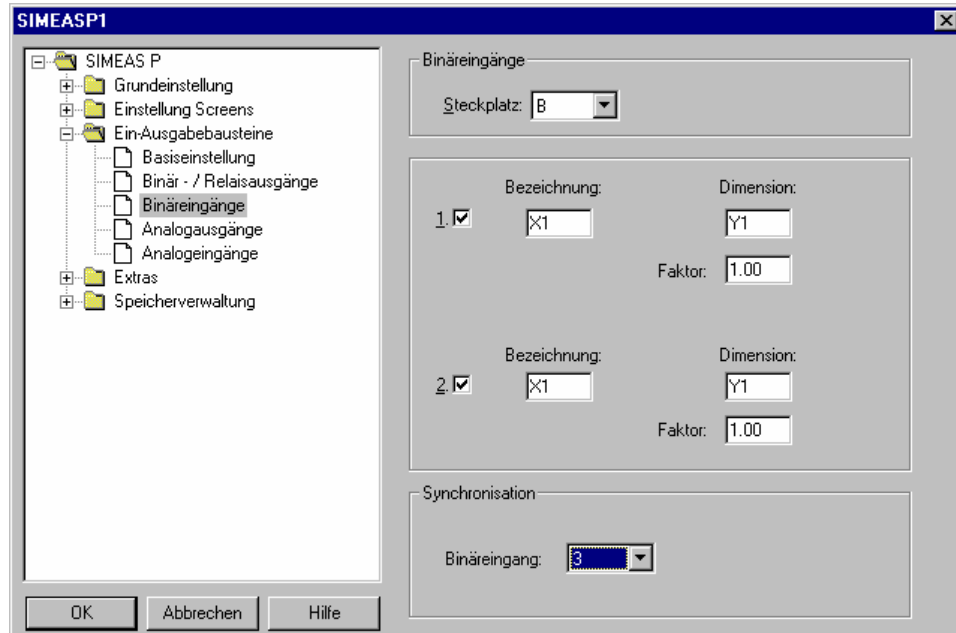 SIMEASP1
SIMEAS P
Grundeinstellung
Einstellung Screens
Ein-Ausgabebausteine
Basiseinstellung
Binär - / Relaisausgänge
Binäreingänge
Analogausgänge
Analogeingänge
Extras
Speicherverwaltung
OK Abbrechen Hilfe
Binäreingänge
Steckplatz: B
Bezeichnung: Dimension:
1. X1 Y1
Faktor: 1.00
Bezeichnung: Dimension:
2. X1 Y1
Faktor: 1.00
Synchronisation
Binäreingang: 3